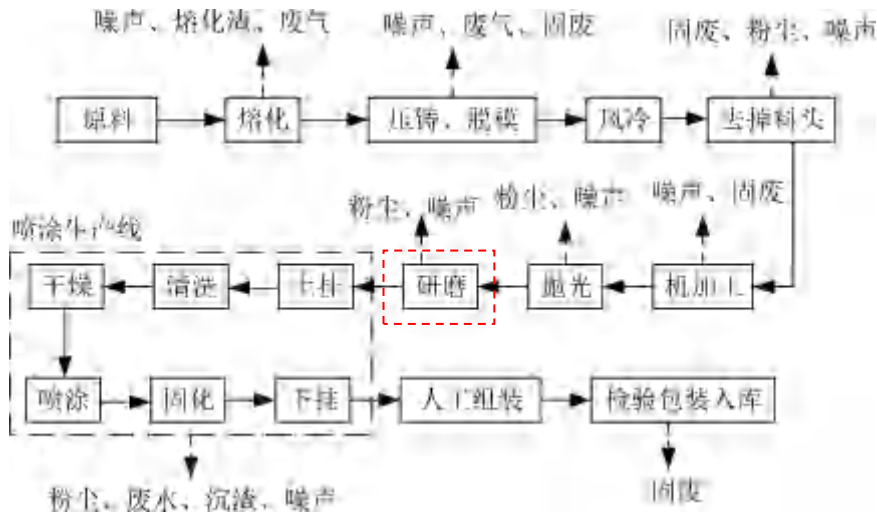 噪声、熔化渣、废气
噪声、废气、固废
固废、粉尘、噪声
原料
熔化
压铸、脱模
风冷
去掉料头
粉尘、噪声
粉尘、噪声
噪声、固废
喷涂生产线
干燥
清洗
上挂
研磨
抛光
机加工
喷涂
固化
下挂
人工组装
检验包装入库
粉尘、废水、沉渣、噪声
固废